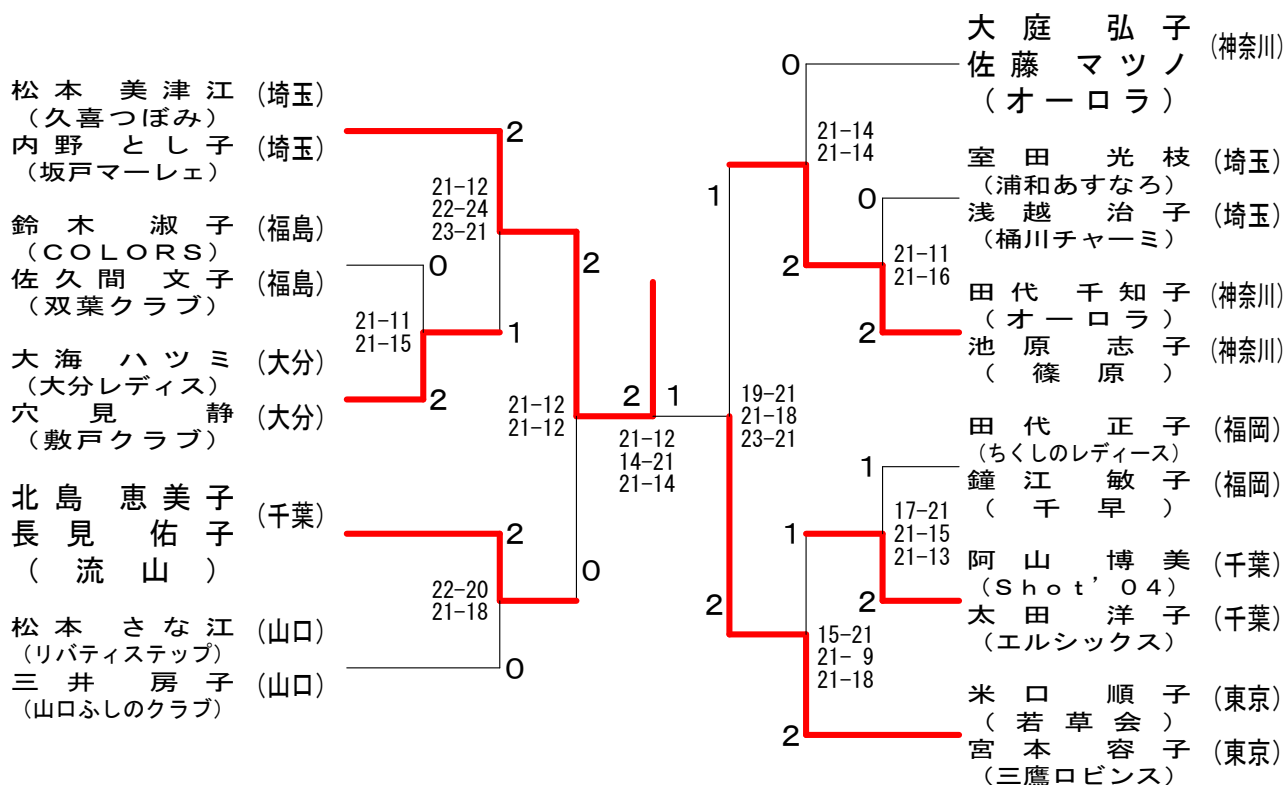 松本 美津江 (埼玉)
(久喜つぼみ)
内野 とし子 (埼玉)
(坂戸マーレェ)
鈴木 淑子 (福島)
(COLORS)
佐久間 文子 (福島)
(双葉クラブ)
大海 ハツミ (大分)
(大分レディス)
穴見 静 (大分)
(敷戸クラブ)
北島 恵美子
長見 佑子 (千葉)
(流山)
松本 さな江 (山口)
(リバティステップ)
三井 房子 (山口)
(山口ふしのクラブ)
2
21-12
22-24
23-21
0
21-11
21-15
1
2
2
21-12
21-12
2
22-20
21-18
0
0
2
1
21-12
14-21
21-14
0
21-14
21-14
1
0
2
21-11
21-16
2
19-21
21-18
23-21
1
17-21
21-15
21-13
1
2
2
15-21
21- 9
21-18
2
大庭 弘子
佐藤 マツノ (神奈川)
(オーロラ)
室田 光枝 (埼玉)
(浦和あすなろ)
浅越 治子 (埼玉)
(桶川チャーミ)
田代 千知子 (神奈川)
(オーロラ)
池原 志子 (神奈川)
(篠原)
田代 正子 (福岡)
(ちくしのレディース)
鐘江 敏子 (福岡)
(千早)
阿山 博美 (千葉)
(Shot'04)
太田 洋子 (千葉)
(エルシックス)
米口 順子 (東京)
(若草会)
宮本 容子 (東京)
(三鷹ロビンス)